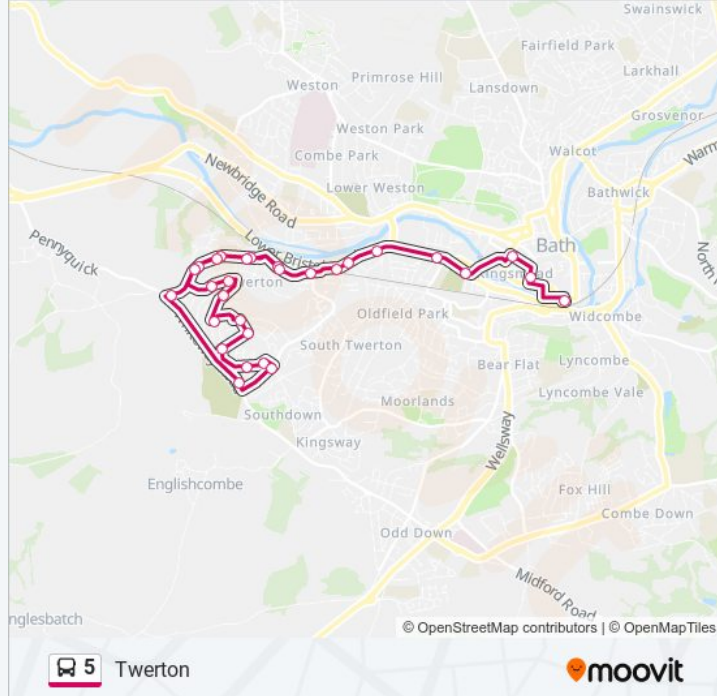 Swainswick
Fairfield Park
Larkhall
Weston
Primrose Hill
Lansdown
Grosvenor
Weston Park
Combe Park
Walcot
Newbridge Road
Lower Weston
Bathwick
Pennyquick
Bath
Lower Bristol
Kingsmead
Oldfield Park
Widcombe
South Twerton
Bear Flat
Lyncombe
Moorlands
Lyncombe Vale
Southdown
Kingsway
Wellsway
Englishcombe
Fox Hill
Combe Down
Odd Down
Midford Road
nglesbatch
© OpenStreetMap contributors | © OpenMapTiles
5 Twerton
moovit